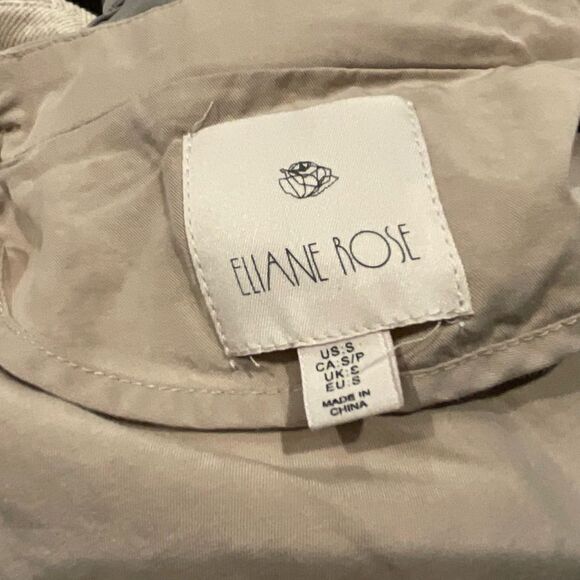 ELIANE ROSE
US:S
CA:S/P
UK:S
EU:S
MADE IN
CHINA